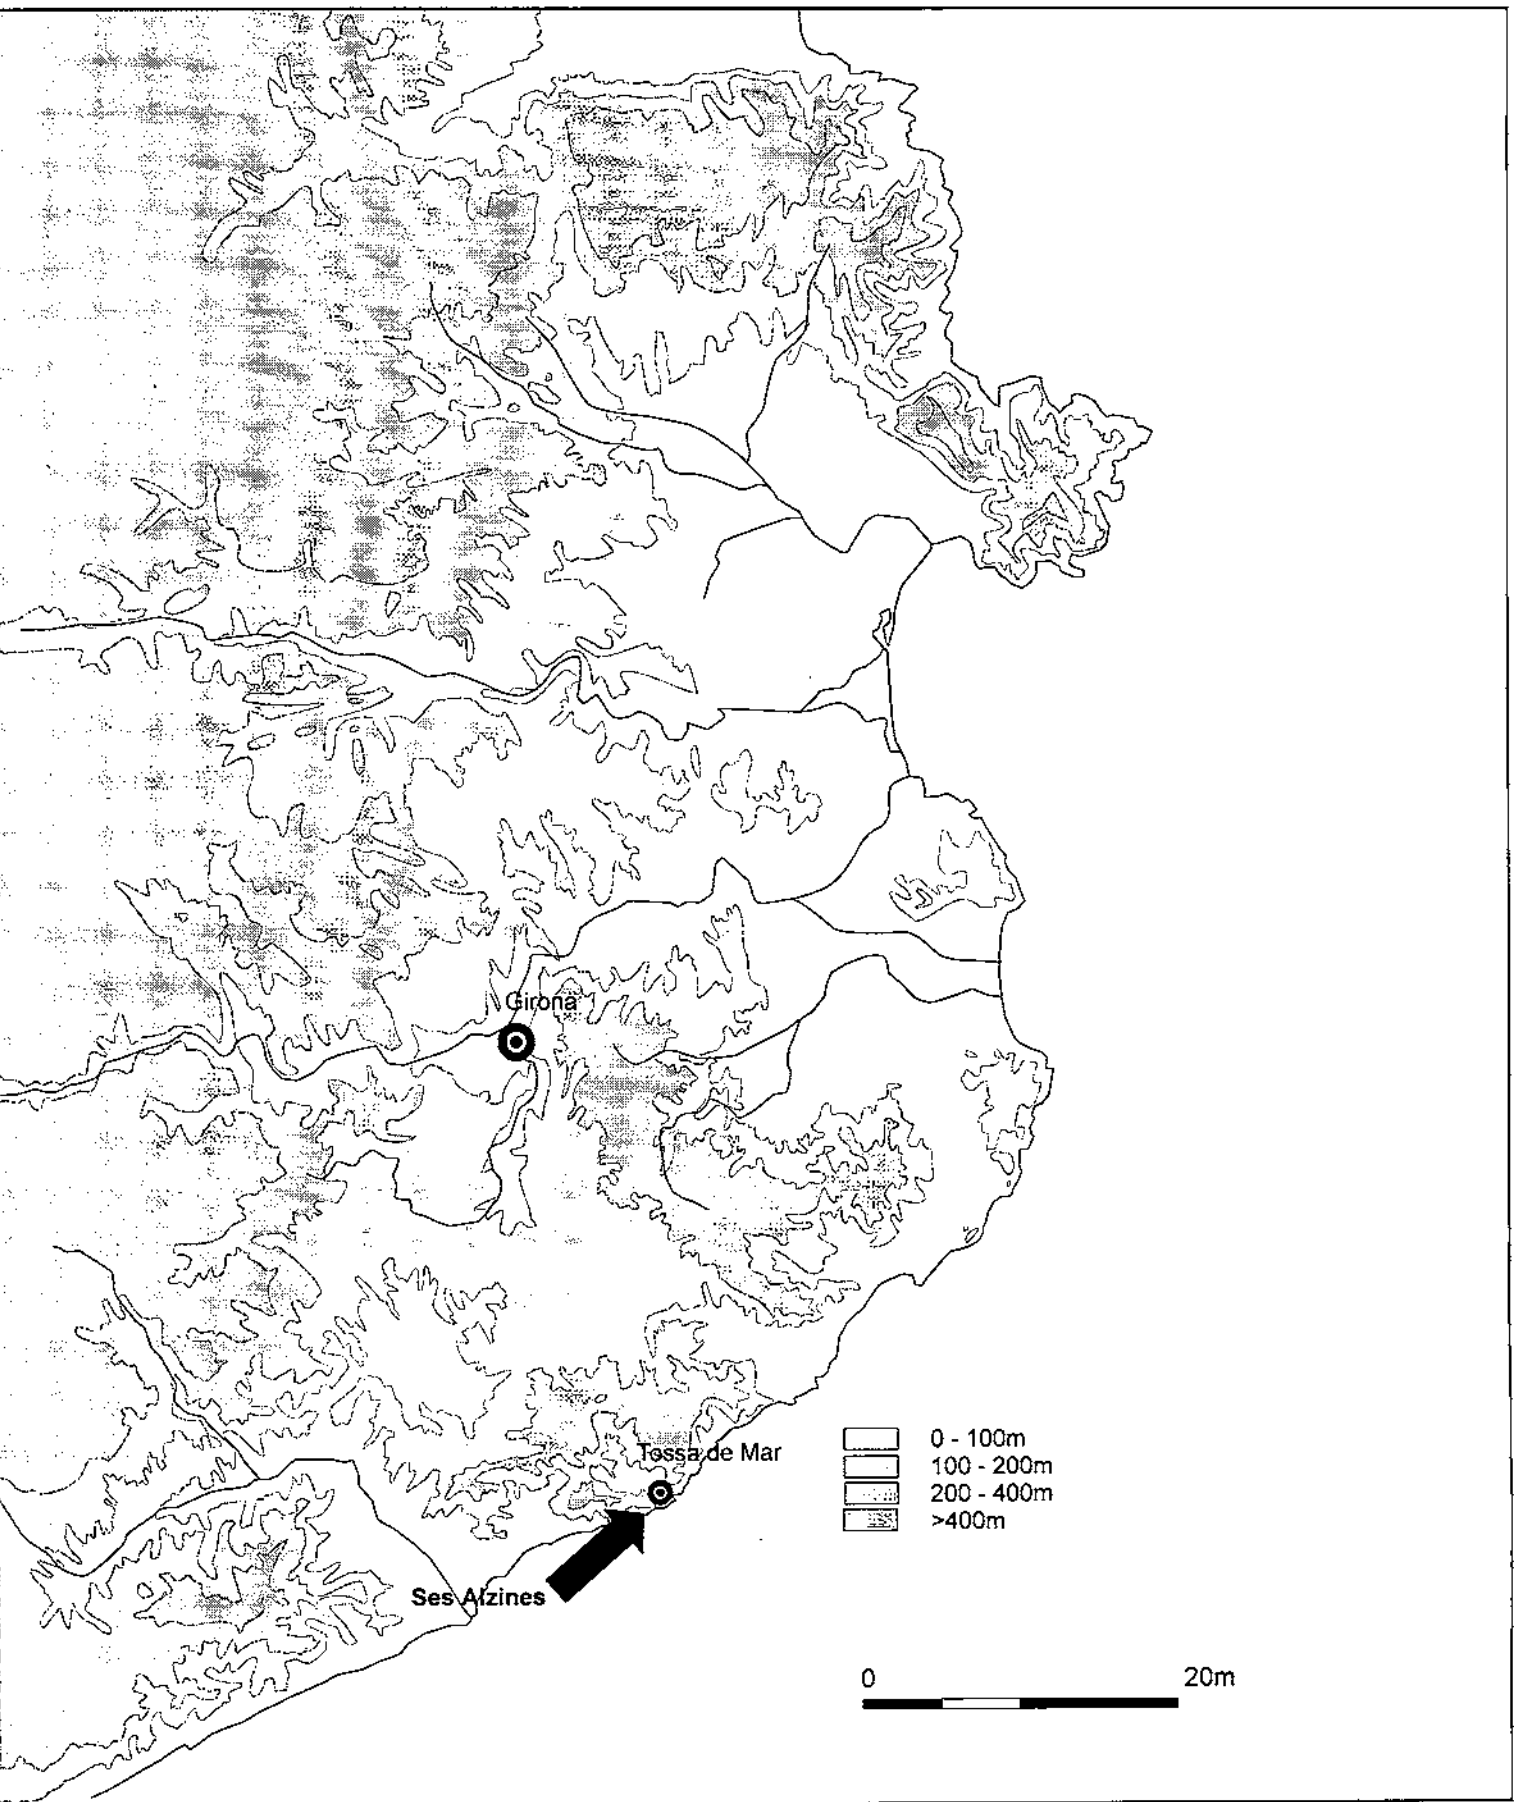 Girona
Tossa de Mar
0 - 100m
100 - 200m
200 - 400m
>400m
Ses Alzines
0 20m